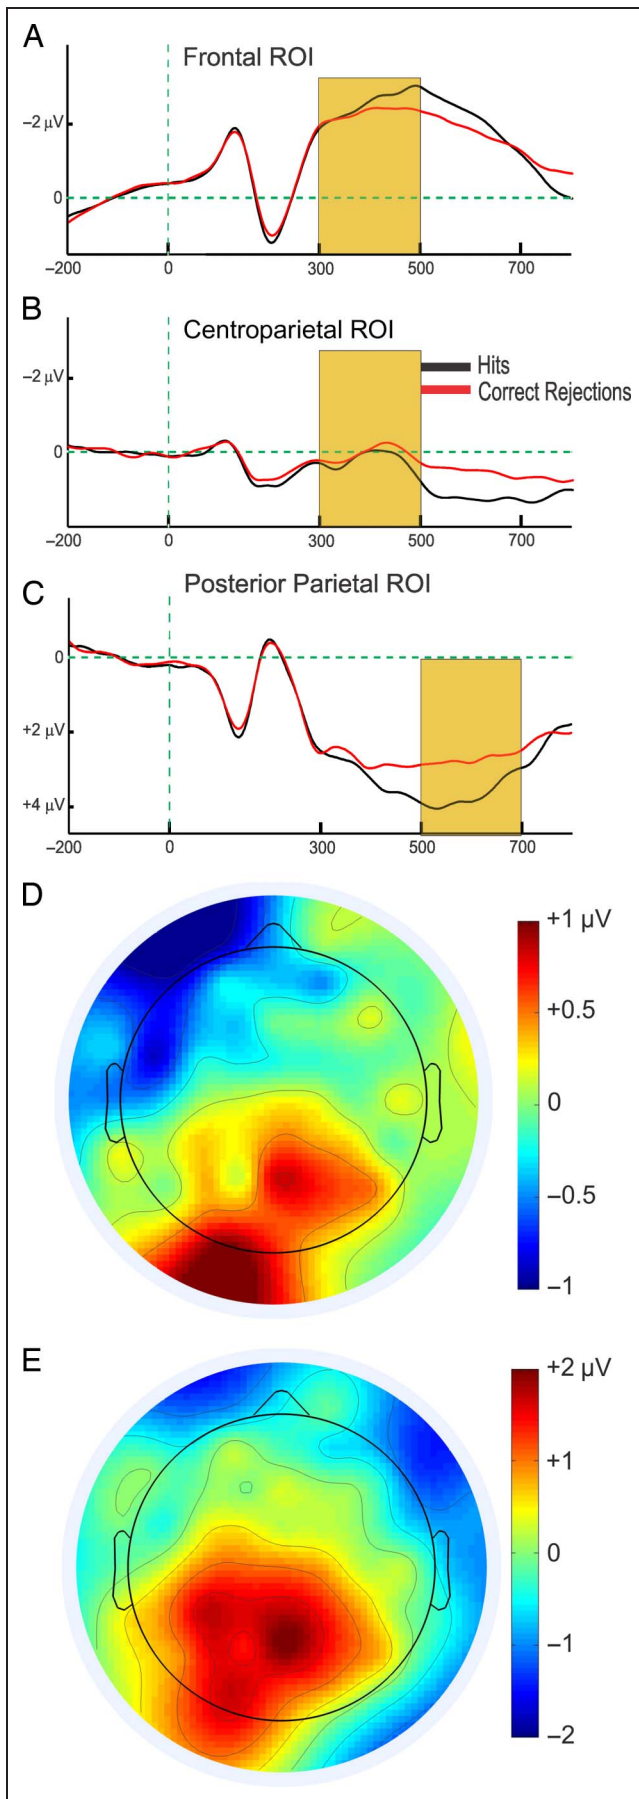 A
Frontal ROI
–2 µV
0
–200 0 300 500 700
B
Centroparietal ROI
–2 µV
Hits
Correct Rejections
0
–200 0 300 500 700
C
Posterior Parietal ROI
0
+2 µV
+4 µV
–200 0 300 500 700
D
+1 µV
+0.5
0
–0.5
–1
E
+2 µV
+1
0
–1
–2